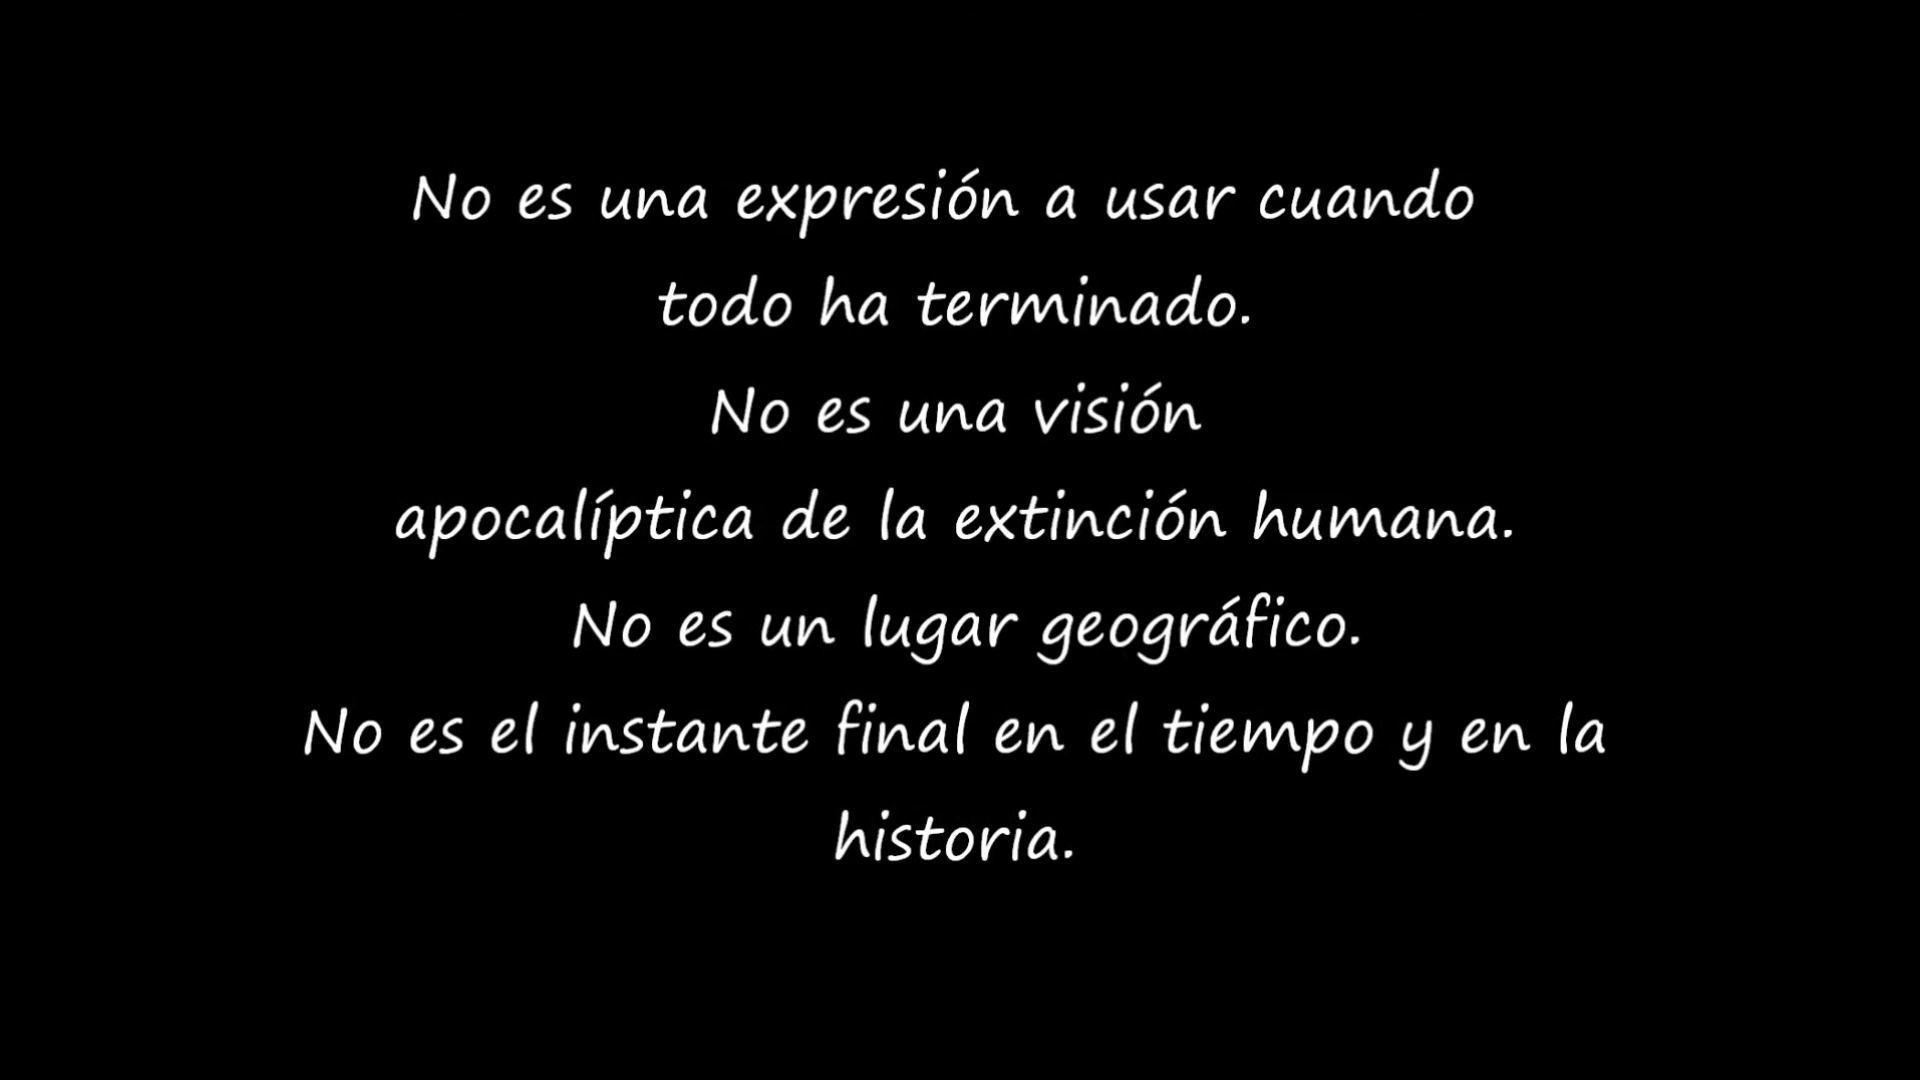 No es una expresión a usar cuando
todo ha terminado.
No es una visión
apocalíptica de la extinción humana.
No es un lugar geográfico.
No es el instante final en el tiempo y en la
historia.